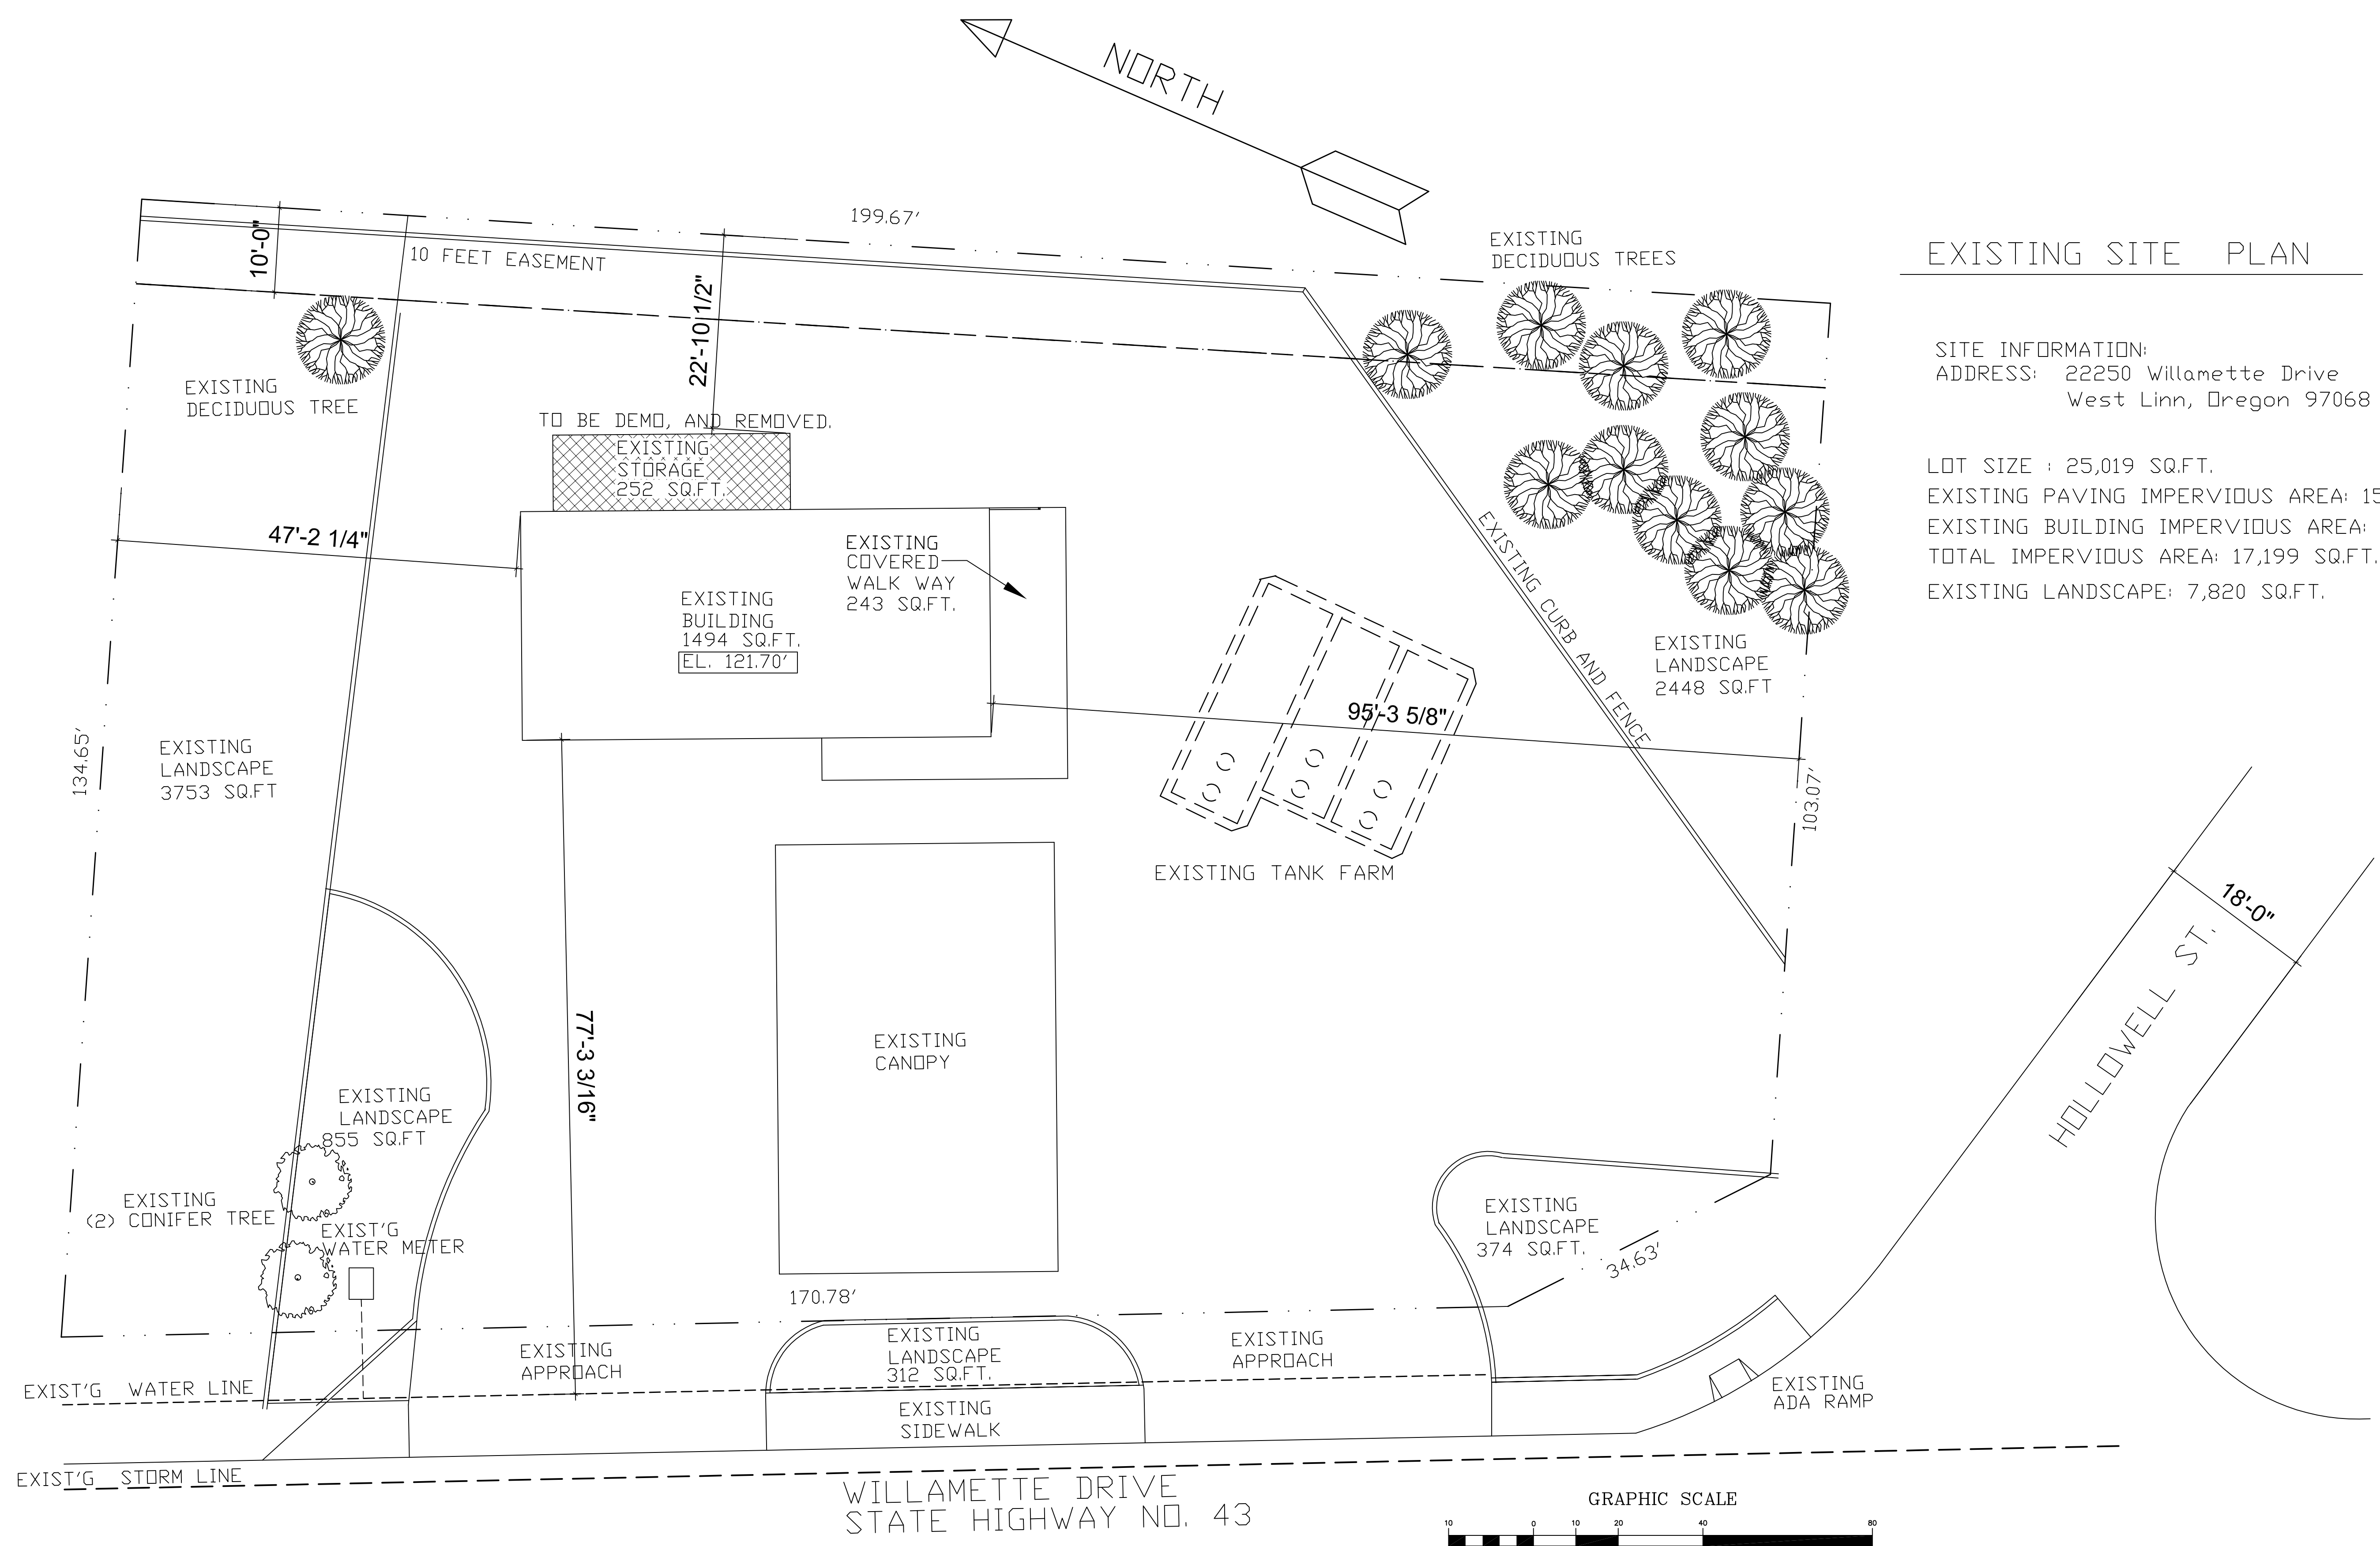 NORTH
199.67'
10'-0"
10 FEET EASEMENT
22'-10 1/2"
EXISTING
DECIDUOUS TREES
EXISTING SITE PLAN
SITE INFORMATION:
ADDRESS: 22250 Willamette Drive
West Linn, Oregon 97068
LOT SIZE : 25,019 SQ.FT.
EXISTING PAVING IMPERVIOUS AREA: 15
EXISTING BUILDING IMPERVIOUS AREA:
TOTAL IMPERVIOUS AREA: 17,199 SQ.FT.
EXISTING LANDSCAPE: 7,820 SQ.FT.
EXISTING
DECIDUOUS TREE
TO BE DEMO, AND REMOVED.
EXISTING
STORAGE
252 SQ.FT.
47'-2 1/4"
EXISTING
COVERED
WALK WAY
243 SQ.FT.
EXISTING
BUILDING
1494 SQ.FT.
EL. 121.70'
EXISTING CURB AND FENCE
EXISTING
LANDSCAPE
2448 SQ.FT
95'-3 5/8"
134.65'
EXISTING
LANDSCAPE
3753 SQ.FT
103.07'
EXISTING TANK FARM
18'-0"
HOLLOWELL ST.
77'-3 3/16"
EXISTING
CANOPY
EXISTING
LANDSCAPE
855 SQ.FT
EXISTING
(2) CONIFER TREE
EXIST'G
WATER METER
EXISTING
LANDSCAPE
374 SQ.FT.
34.63'
170.78'
EXISTING
APPROACH
EXISTING
LANDSCAPE
312 SQ.FT.
EXISTING
APPROACH
EXIST'G WATER LINE
EXISTING
SIDEWALK
EXISTING
ADA RAMP
EXIST'G STORM LINE
WILLAMETTE DRIVE
STATE HIGHWAY NO. 43
GRAPHIC SCALE
10 0 10 20 40 80